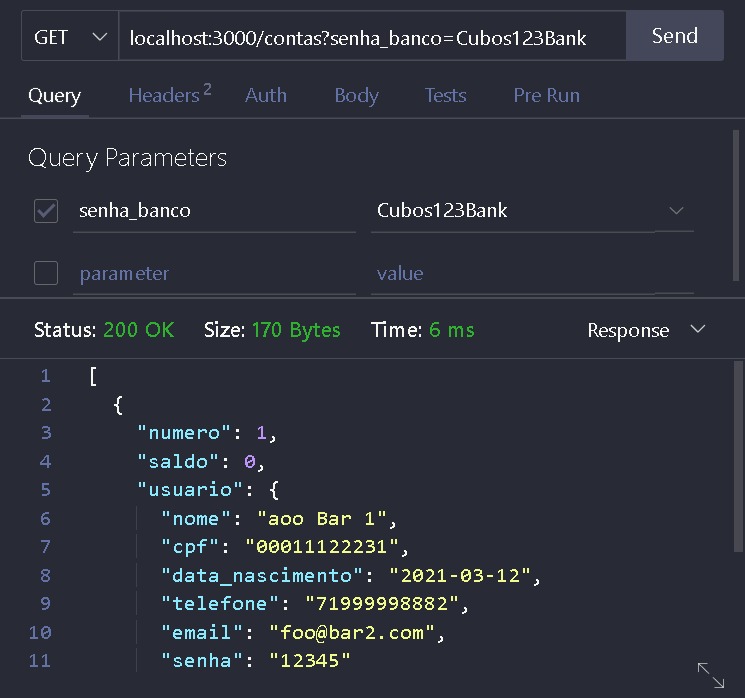 GET localhost:3000/contas?senha_banco=Cubos123Bank Send
Query Headers 2 Auth Body Tests Pre Run
Query Parameters
senha_banco Cubos123Bank
parameter value
Status: 200 OK Size: 170 Bytes Time: 6 ms Response
1 [
2 {
3 "numero": 1,
4 "saldo": 0,
5 "usuario": {
6 "nome": "aoo Bar 1",
7 "cpf": "00011122231",
8 "data_nascimento": "2021-03-12",
9 "telefone": "71999998882",
10 "email": "foo@bar2.com",
11 "senha": "12345"